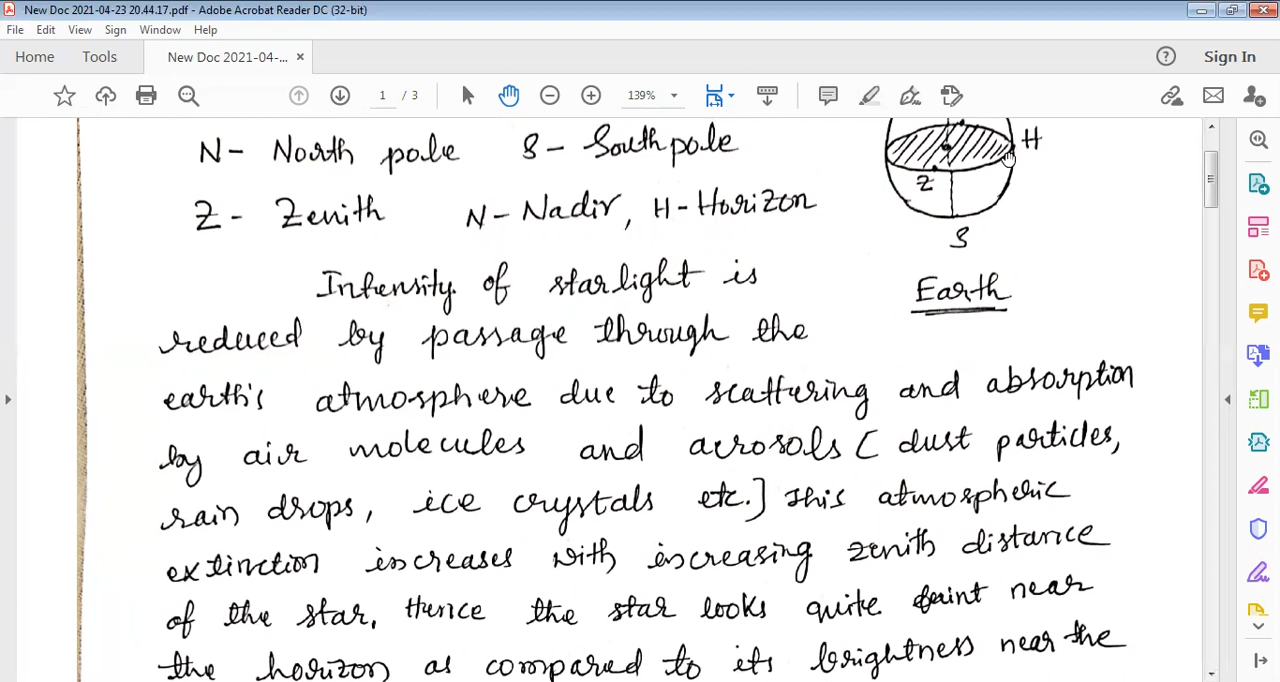 New Doc 2021-04-23 20.44.17.pdf - Adobe Acrobat Reader DC (32-bit)
File Edit View Sign Window Help
Home Tools New Doc 2021-04-... × Sign In
1 / 3 139%
N- North pole S- South pole
Z - Zenith N- Nadir, H- Horizon
H
Z
S
Earth
Intensity of starlight is
reduced by passage through the
earth's atmosphere due to scattering and absorption
by air molecules and aerosols ( dust particles,
rain drops, ice crystals etc.] This atmospheric
extinction increases with increasing zenith distance
of the star, Hence the star looks quite faint near
the horizon as compared to its brightness near the